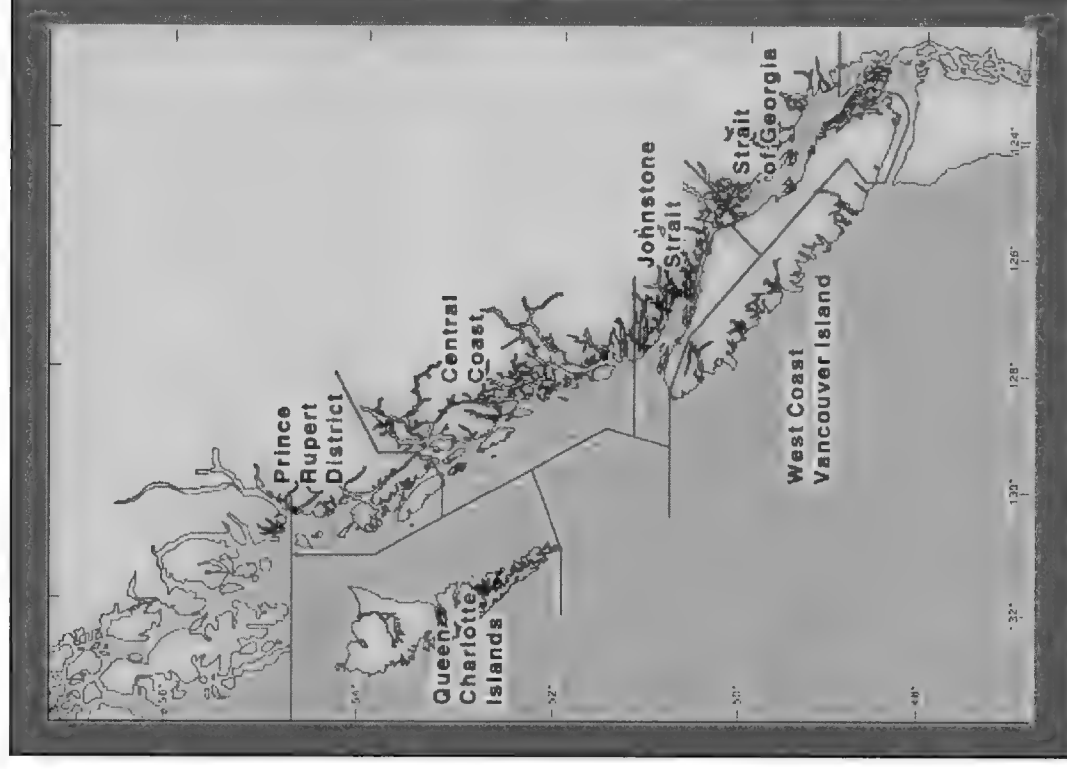 Prince
Rupert
District
Central
Coast
Johnstone
Strait
Strait
of Georgia
Queen
Charlotte
Islands
West Coast
Vancouver Island
54°
52°
50°
48°
132°
130°
128°
126°
124°